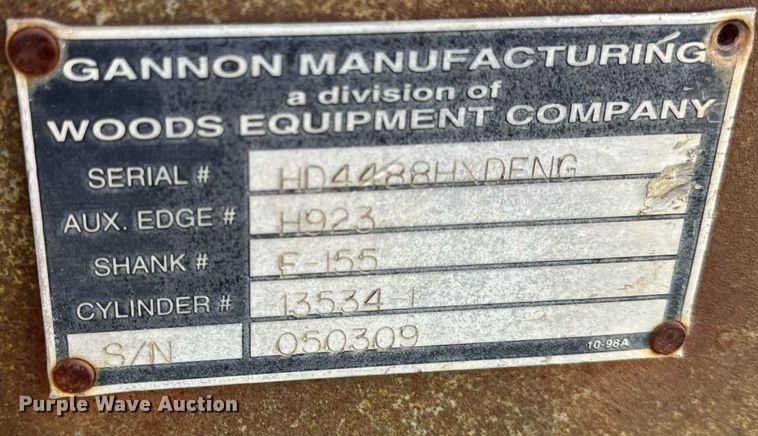 GANNON MANUFACTURING
a division of
WOODS EQUIPMENT COMPANY
SERIAL # HD4488HXDENG
AUX. EDGE # H923
SHANK # F-155
CYLINDER # 13534-1
S/N 050309
10-98A
Purple Wave Auction